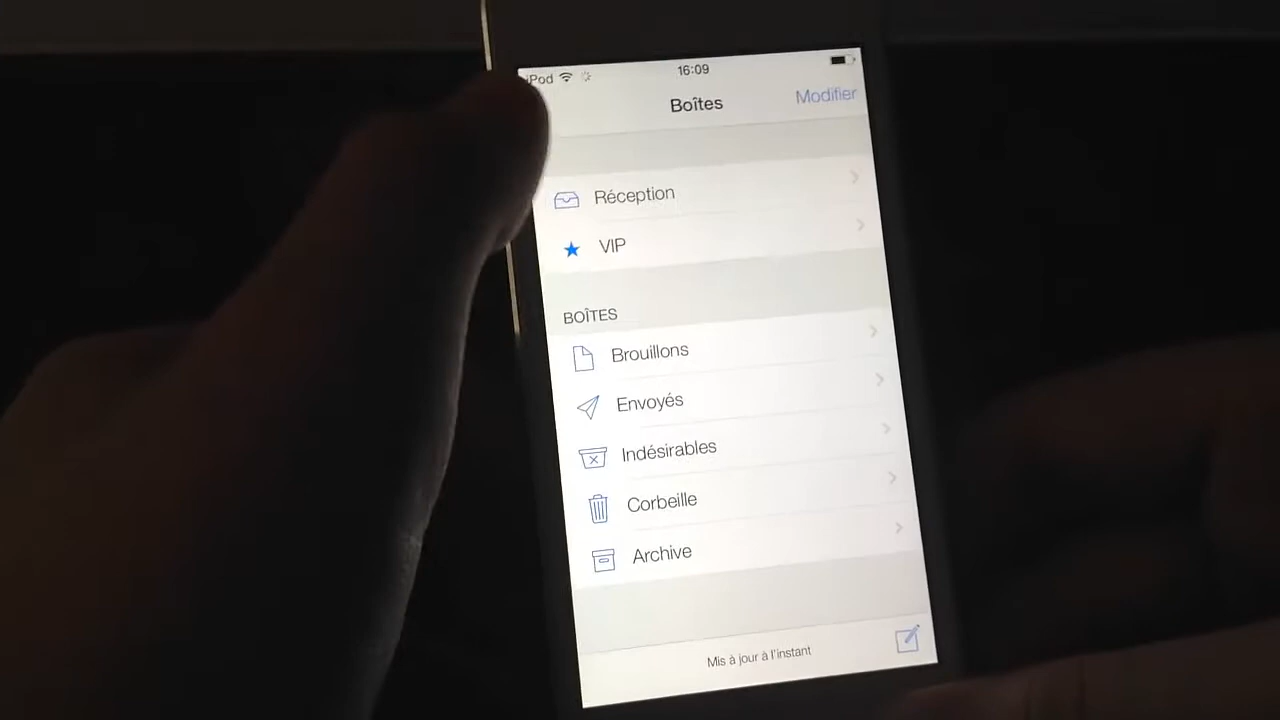 iPod 16:09
Boîtes Modifier
Réception
VIP
BOÎTES
Brouillons
Envoyés
Indésirables
Corbeille
Archive
Mis à jour à l'instant